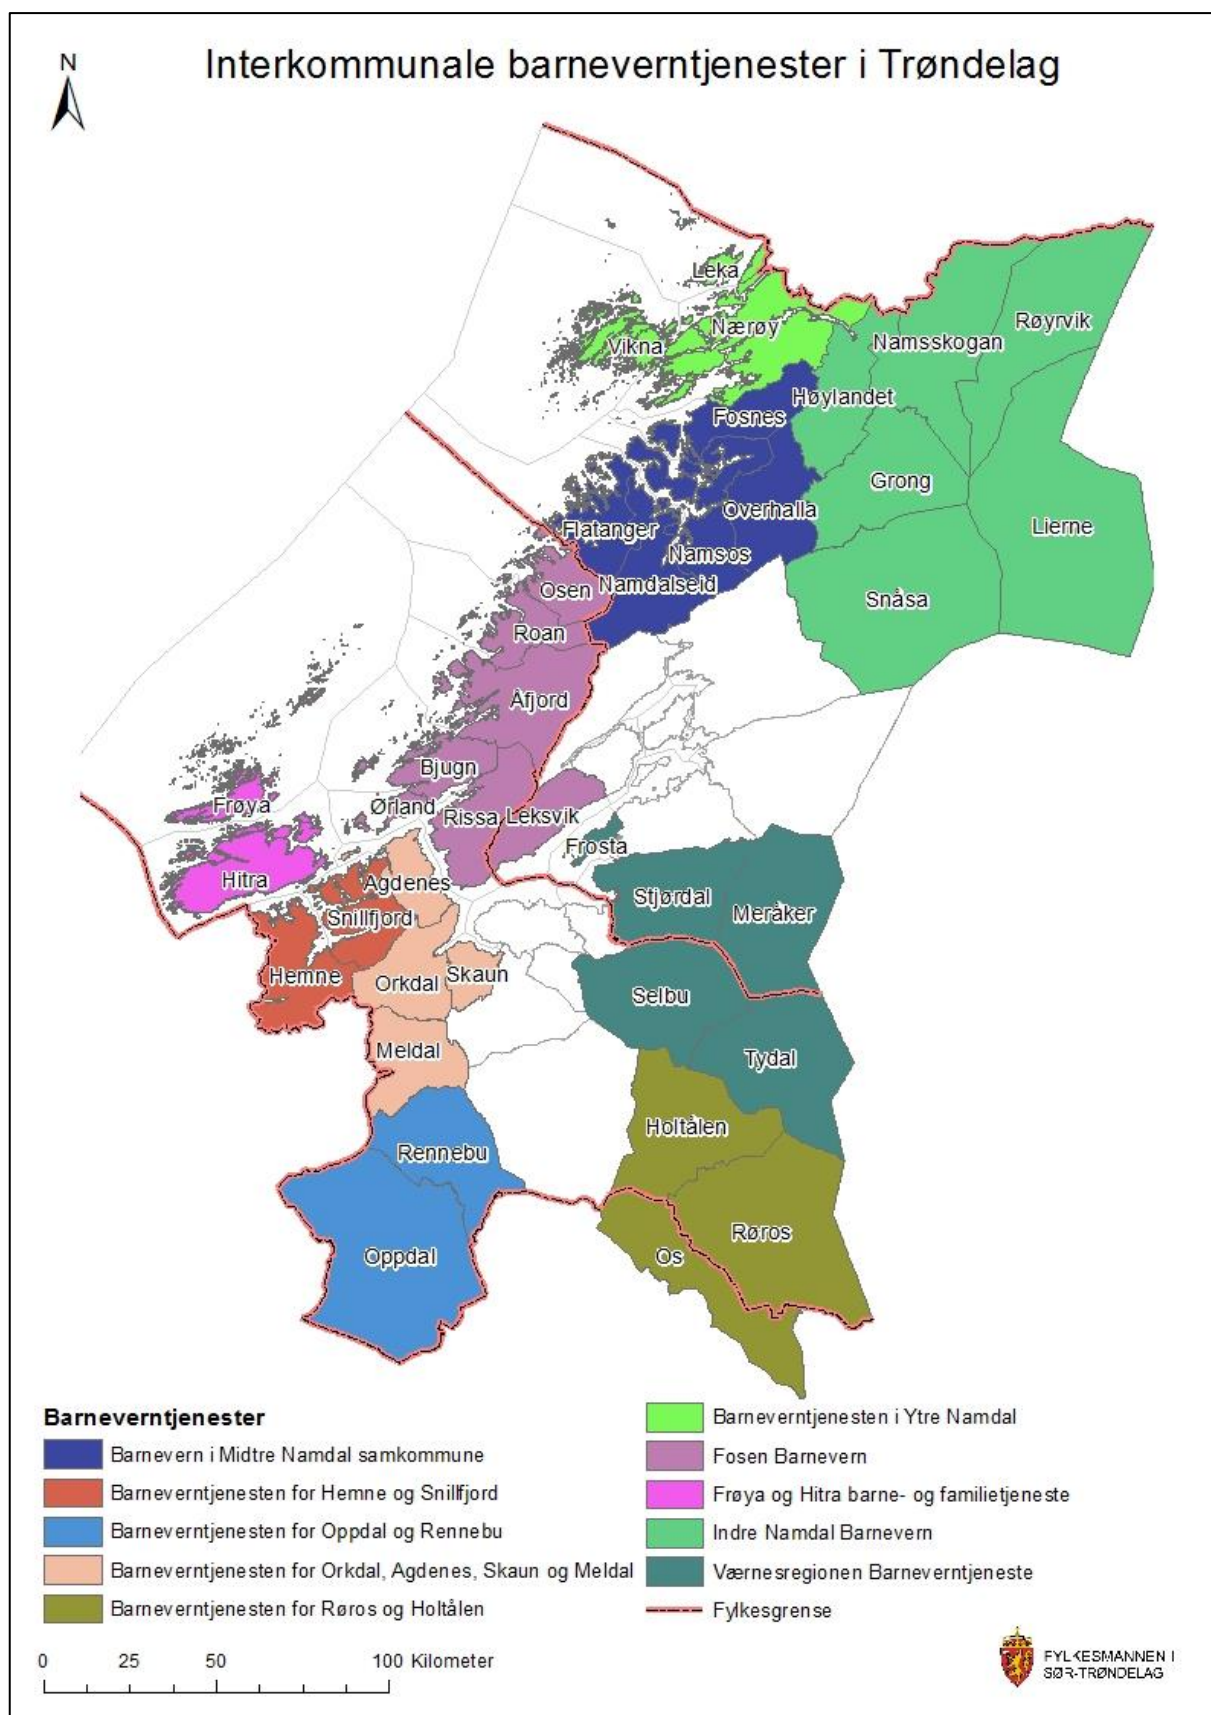 N
Interkommunale barneverntjenester i Trøndelag
Leka
Nærøy
Vikna
Namsskogan
Røyrvik
Høylandet
Fosnes
Grong
Overhalla
Lierne
Flatanger
Namsos
Namdalseid
Osen
Snåsa
Roan
Åfjord
Bjugn
Frøya
Ørland
Rissa
Leksvik
Frosta
Hitra
Agdenes
Stjørdal
Meråker
Snillfjord
Hemne
Orkdal
Skaun
Selbu
Meldal
Tydal
Holtålen
Rennebu
Røros
Oppdal
Os
Barneverntjenester
Barnevern i Midtre Namdal samkommune
Barneverntjenesten for Hemne og Snillfjord
Barneverntjenesten for Oppdal og Rennebu
Barneverntjenesten for Orkdal, Agdenes, Skaun og Meldal
Barneverntjenesten for Røros og Holtålen
Barneverntjenesten i Ytre Namdal
Fosen Barnevern
Frøya og Hitra barne- og familietjeneste
Indre Namdal Barnevern
Værnesregionen Barneverntjeneste
Fylkesgrense
0 25 50 100 Kilometer
FYLKESMANNEN I
SØR-TRØNDELAG